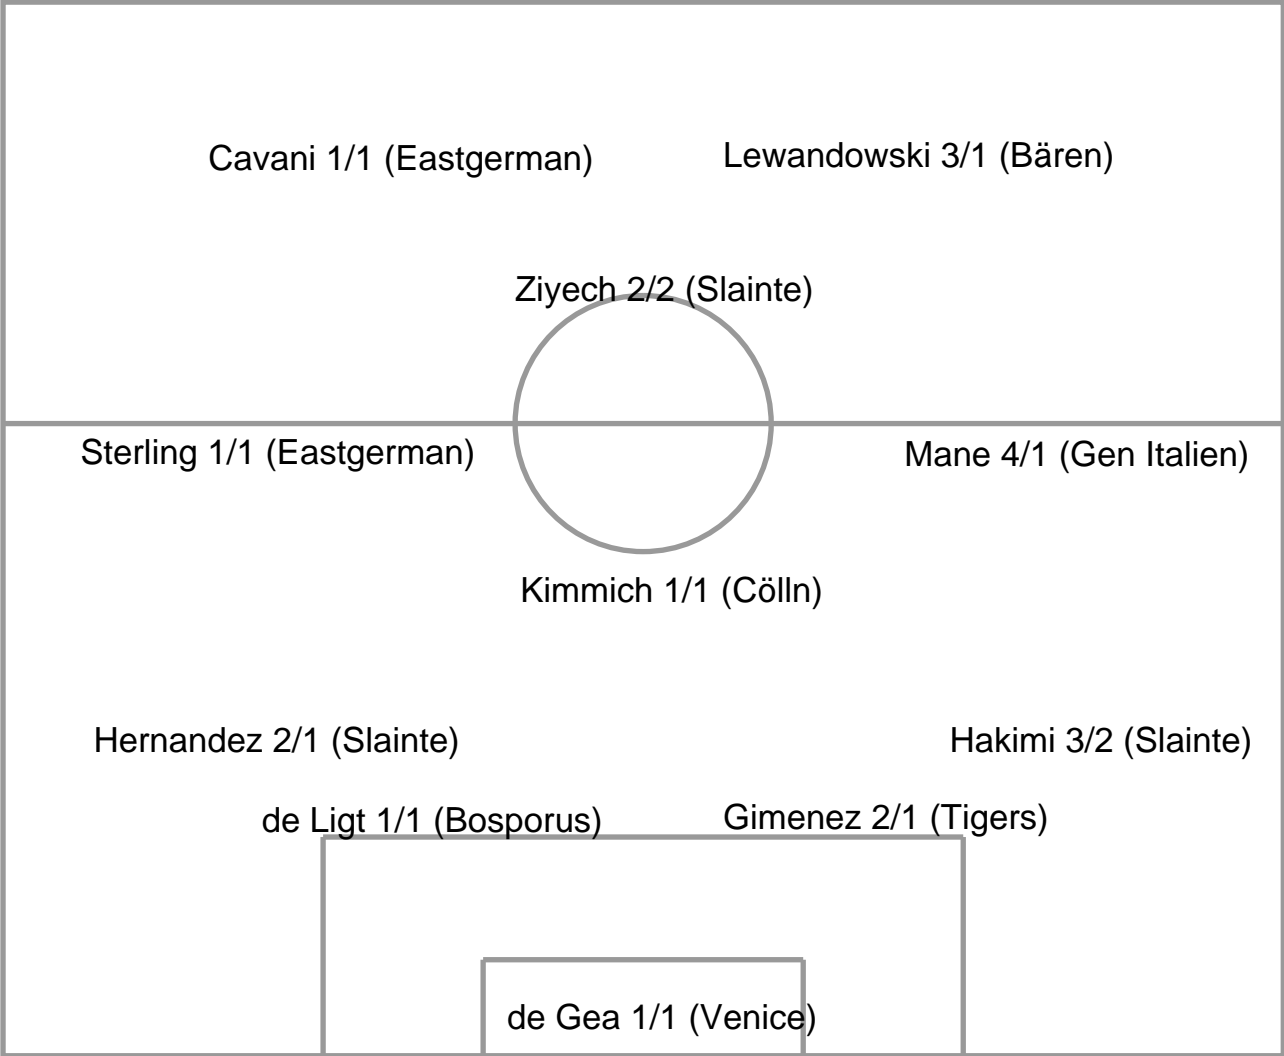 Cavani 1/1 (Eastgerman)
Lewandowski 3/1 (Bären)
Ziyech 2/2 (Slainte)
Sterling 1/1 (Eastgerman)
Mane 4/1 (Gen Italien)
Kimmich 1/1 (Cölln)
Hernandez 2/1 (Slainte)
Hakimi 3/2 (Slainte)
de Ligt 1/1 (Bosporus)
Gimenez 2/1 (Tigers)
de Gea 1/1 (Venice)